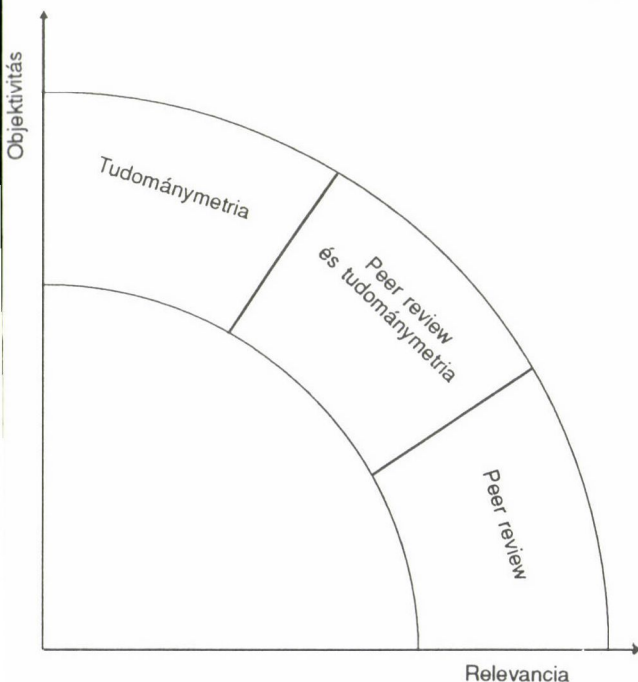 Objektivitás
Tudománymetria
Peer review
és tudománymetria
Peer review
Relevancia